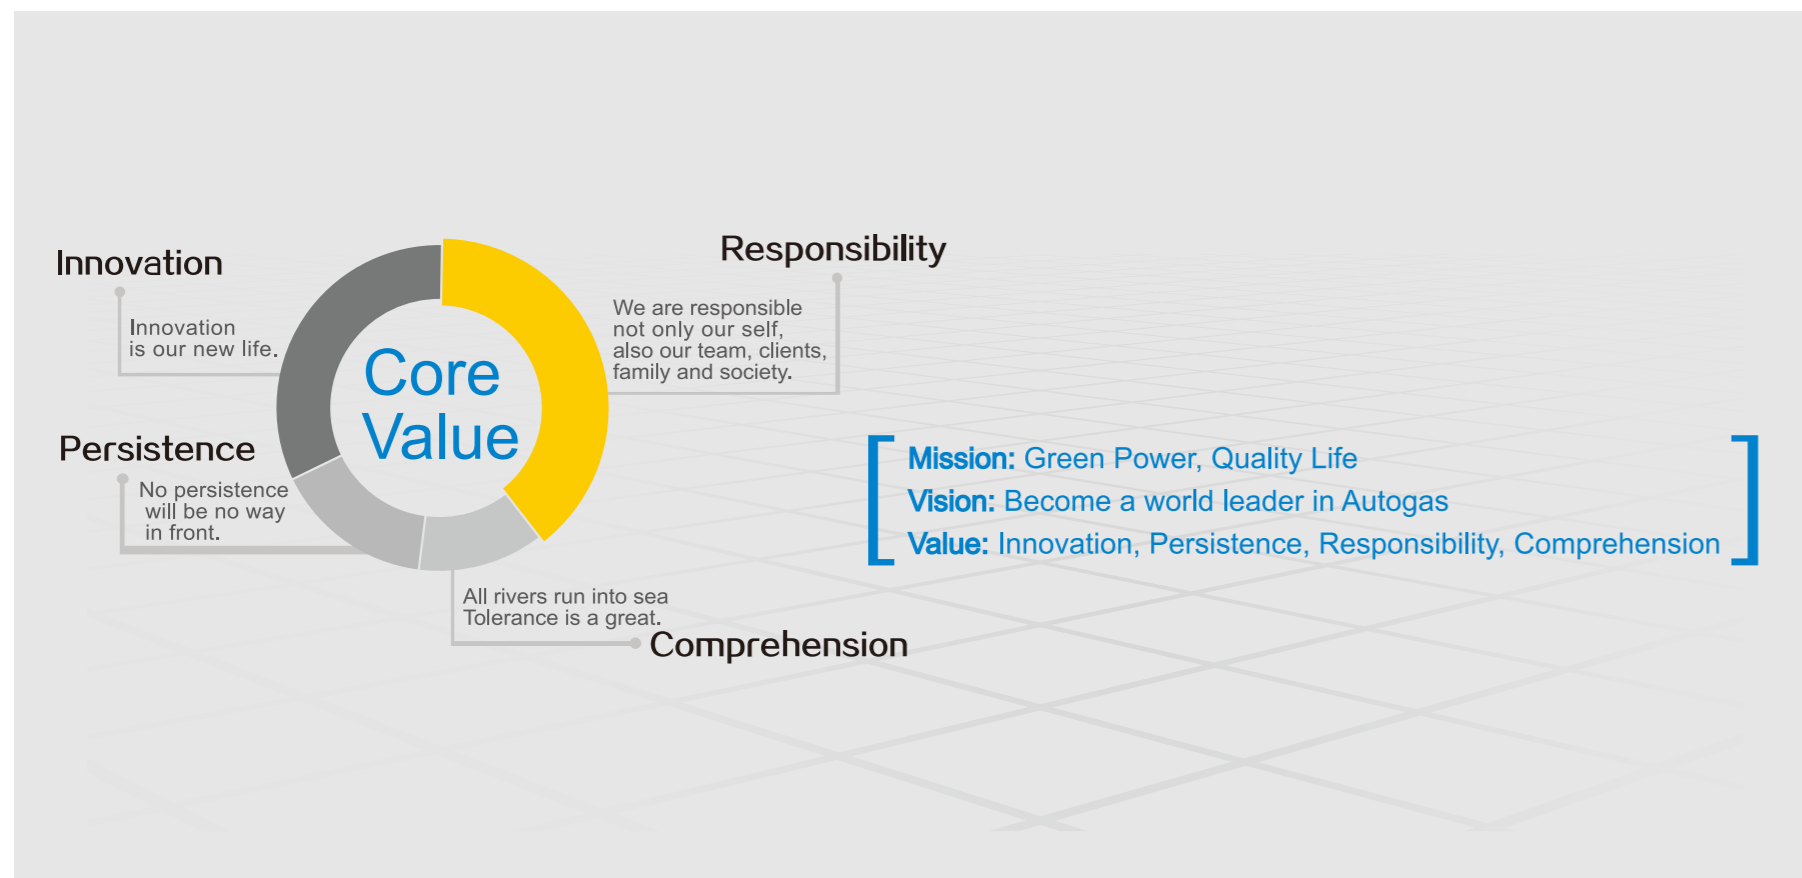 Innovation
Innovation
is our new life.
Persistence
No persistence
will be no way
in front.
Core
Value
Responsibility
We are responsible
not only our self,
also our team, clients,
family and society.
All rivers run into sea
Tolerance is a great.
Comprehension
Mission: Green Power, Quality Life
Vision: Become a world leader in Autogas
Value: Innovation, Persistence, Responsibility, Comprehension